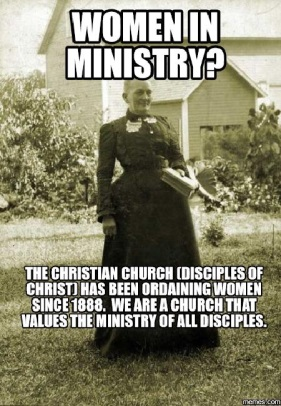 WOMEN IN
MINISTRY?
THE CHRISTIAN CHURCH (DISCIPLES OF
CHRIST) HAS BEEN ORDAINING WOMEN
SINCE 1888. WE ARE A CHURCH THAT
VALUES THE MINISTRY OF ALL DISCIPLES.
memes.com